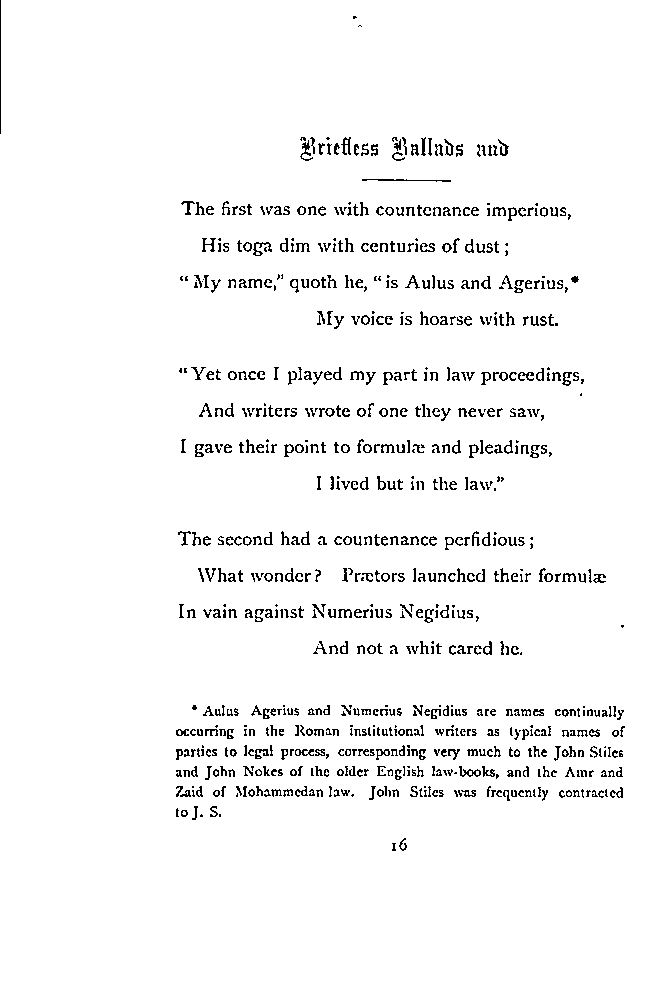 Briefless Ballads and
The first was one with countenance imperious,
His toga dim with centuries of dust;
“My name,” quoth he, “is Aulus and Agerius,*
My voice is hoarse with rust.
“Yet once I played my part in law proceedings,
And writers wrote of one they never saw,
I gave their point to formulæ and pleadings,
I lived but in the law.”
The second had a countenance perfidious;
What wonder? Prætors launched their formulæ
In vain against Numerius Negidius,
And not a whit cared he.
* Aulus Agerius and Numerius Negidius are names continually
occurring in the Roman institutional writers as typical names of
parties to legal process, corresponding very much to the John Stiles
and John Nokes of the older English law-books, and the Amr and
Zaid of Mohammedan law. John Stiles was frequently contracted
to J. S.
16